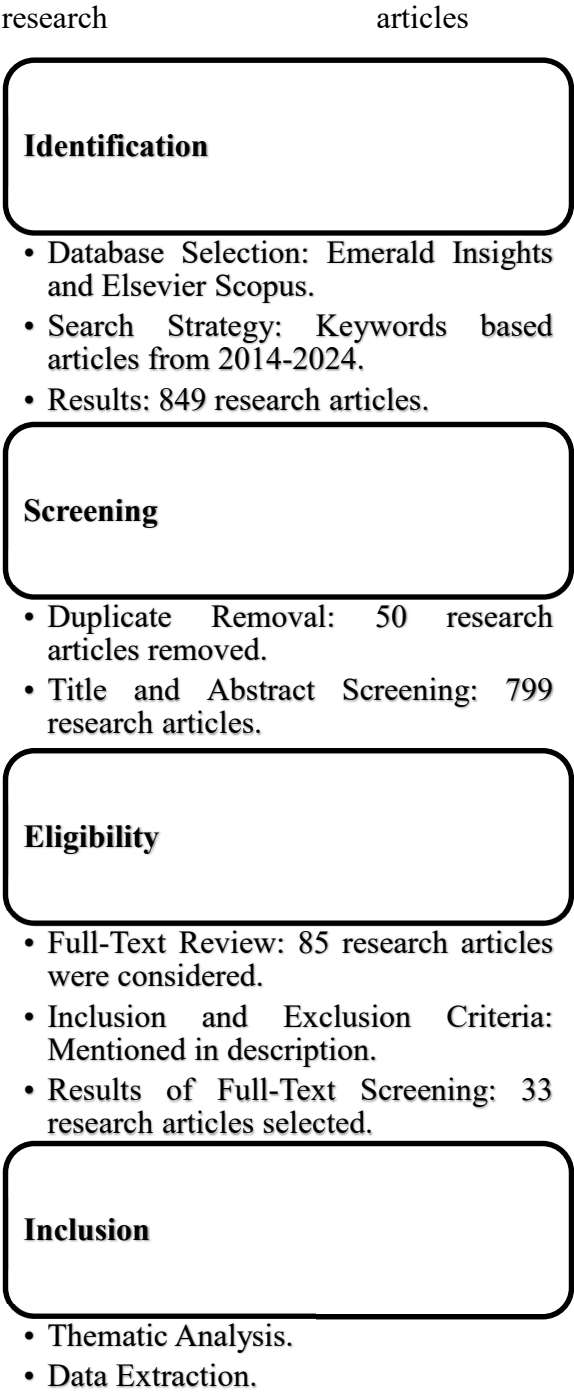 research articles
Identification
• Database Selection: Emerald Insights
and Elsevier Scopus.
• Search Strategy: Keywords based
articles from 2014-2024.
• Results: 849 research articles.
Screening
• Duplicate Removal: 50 research
articles removed.
• Title and Abstract Screening: 799
research articles.
Eligibility
• Full-Text Review: 85 research articles
were considered.
• Inclusion and Exclusion Criteria:
Mentioned in description.
• Results of Full-Text Screening: 33
research articles selected.
Inclusion
• Thematic Analysis.
• Data Extraction.